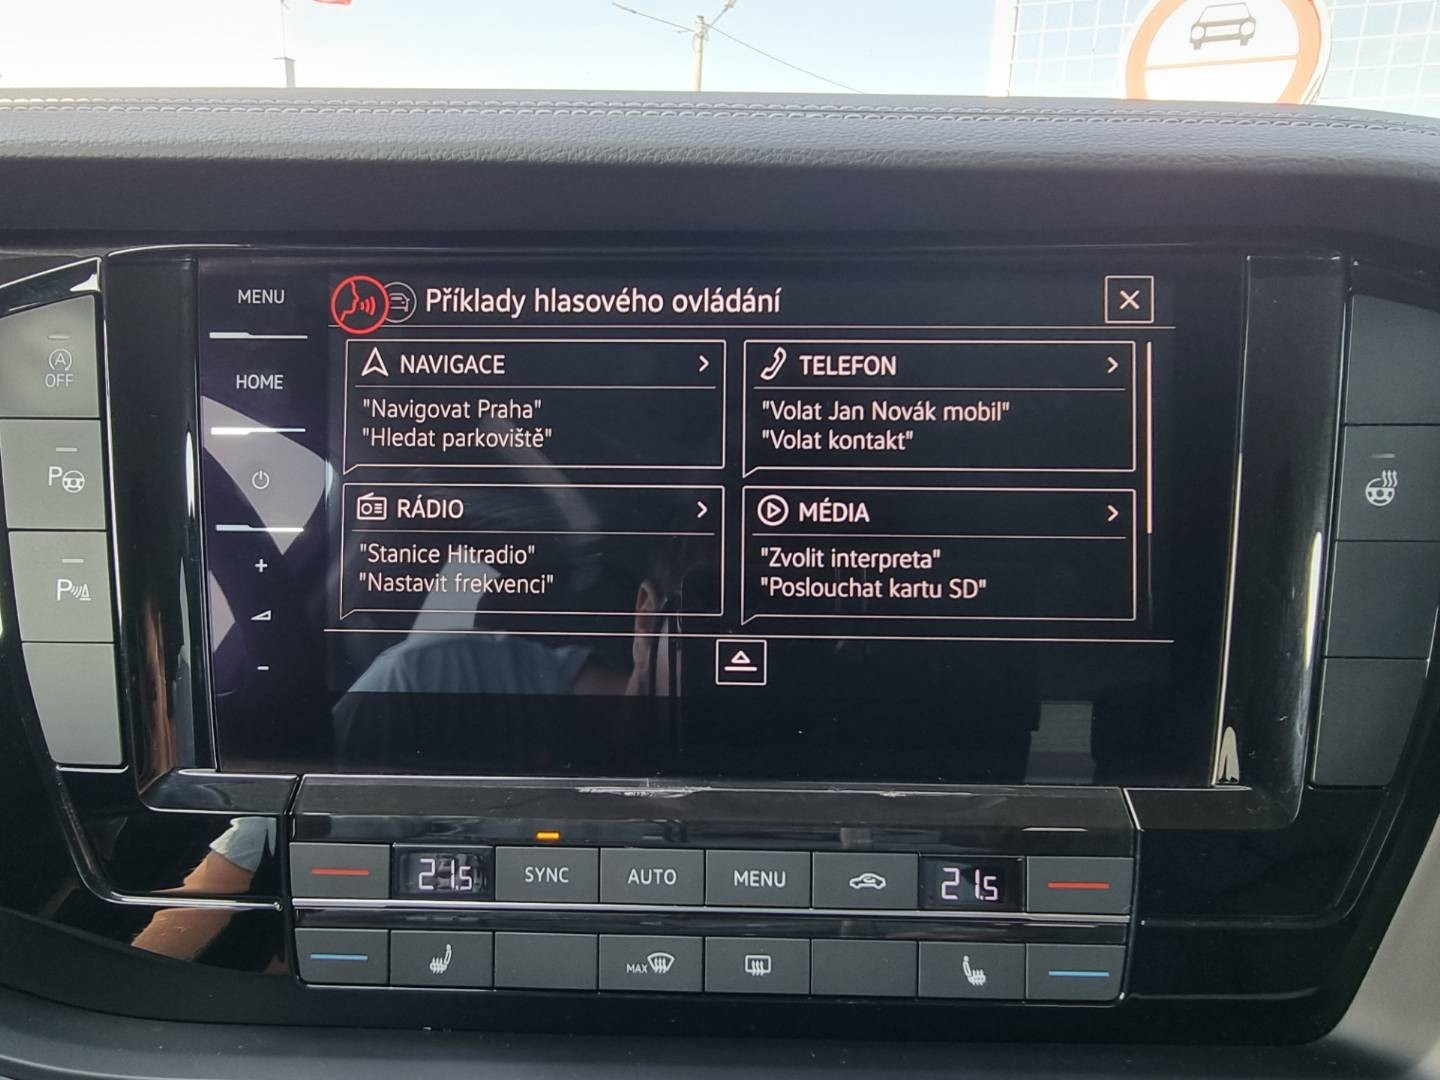 MENU
HOME
+
-
Příklady hlasového ovládání
NAVIGACE
"Navigovat Praha"
"Hledat parkoviště"
TELEFON
"Volat Jan Novák mobil"
"Volat kontakt"
RÁDIO
"Stanice Hitradio"
"Nastavit frekvenci"
MÉDIA
"Zvolit interpreta"
"Poslouchat kartu SD"
A
OFF
P
P
21.5
SYNC
AUTO
MENU
21.5
MAX